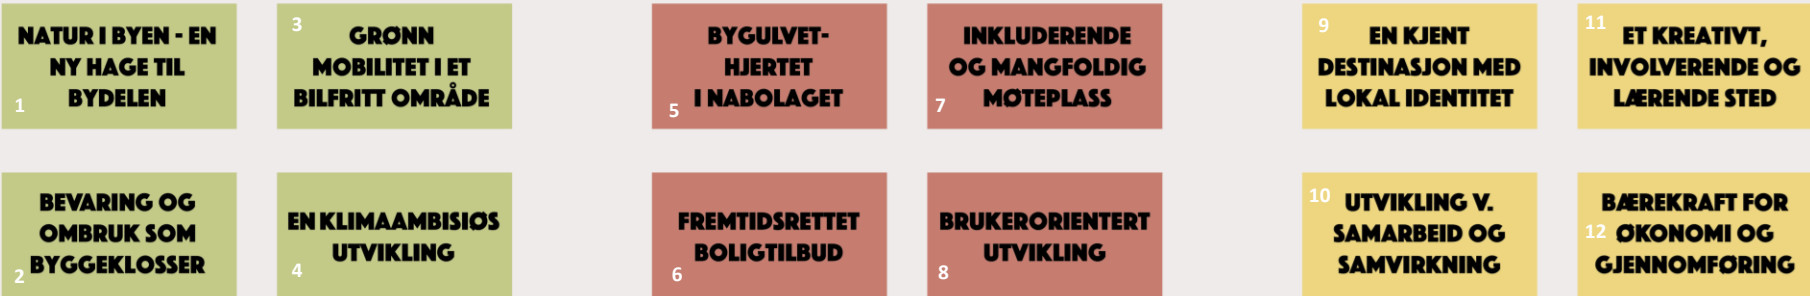 1
NATUR I BYEN - EN
NY HAGE TIL
BYDELEN
2
BEVARING OG
OMBRUK SOM
BYGGEKLOSSER
3
GRØNN
MOBILITET I ET
BILFRITT OMRÅDE
4
EN KLIMAAMBISIØS
UTVIKLING
5
BYGULVET-
HJERTET
I NABOLAGET
6
FREMTIDSRETTET
BOLIGTILBUD
7
INKLUDERENDE
OG MANGFOLDIG
MØTEPLASS
8
BRUKERORIENTERT
UTVIKLING
9
EN KJENT
DESTINASJON MED
LOKAL IDENTITET
10
UTVIKLING V.
SAMARBEID OG
SAMVIRKNING
11
ET KREATIVT,
INVOLVERENDE OG
LÆRENDE STED
12
BÆREKRAFT FOR
ØKONOMI OG
GJENNOMFØRING